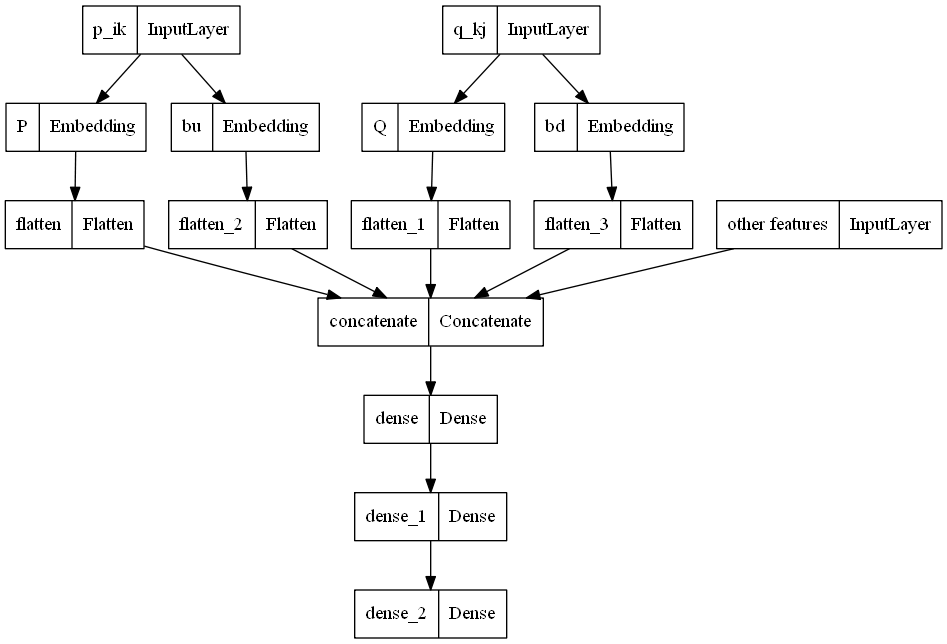 p_ik InputLayer q_kj InputLayer
P Embedding bu Embedding Q Embedding bd Embedding
flatten Flatten flatten_2 Flatten flatten_1 Flatten flatten_3 Flatten other features InputLayer
concatenate Concatenate
dense Dense
dense_1 Dense
dense_2 Dense